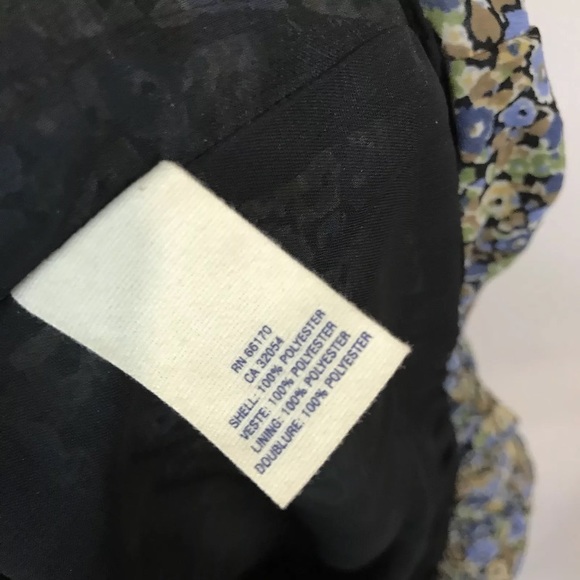 RN 66170
CA 32054
SHELL: 100% POLYESTER
VESTE: 100% POLYESTER
LINING: 100% POLYESTER
DOUBLURE: 100% POLYESTER